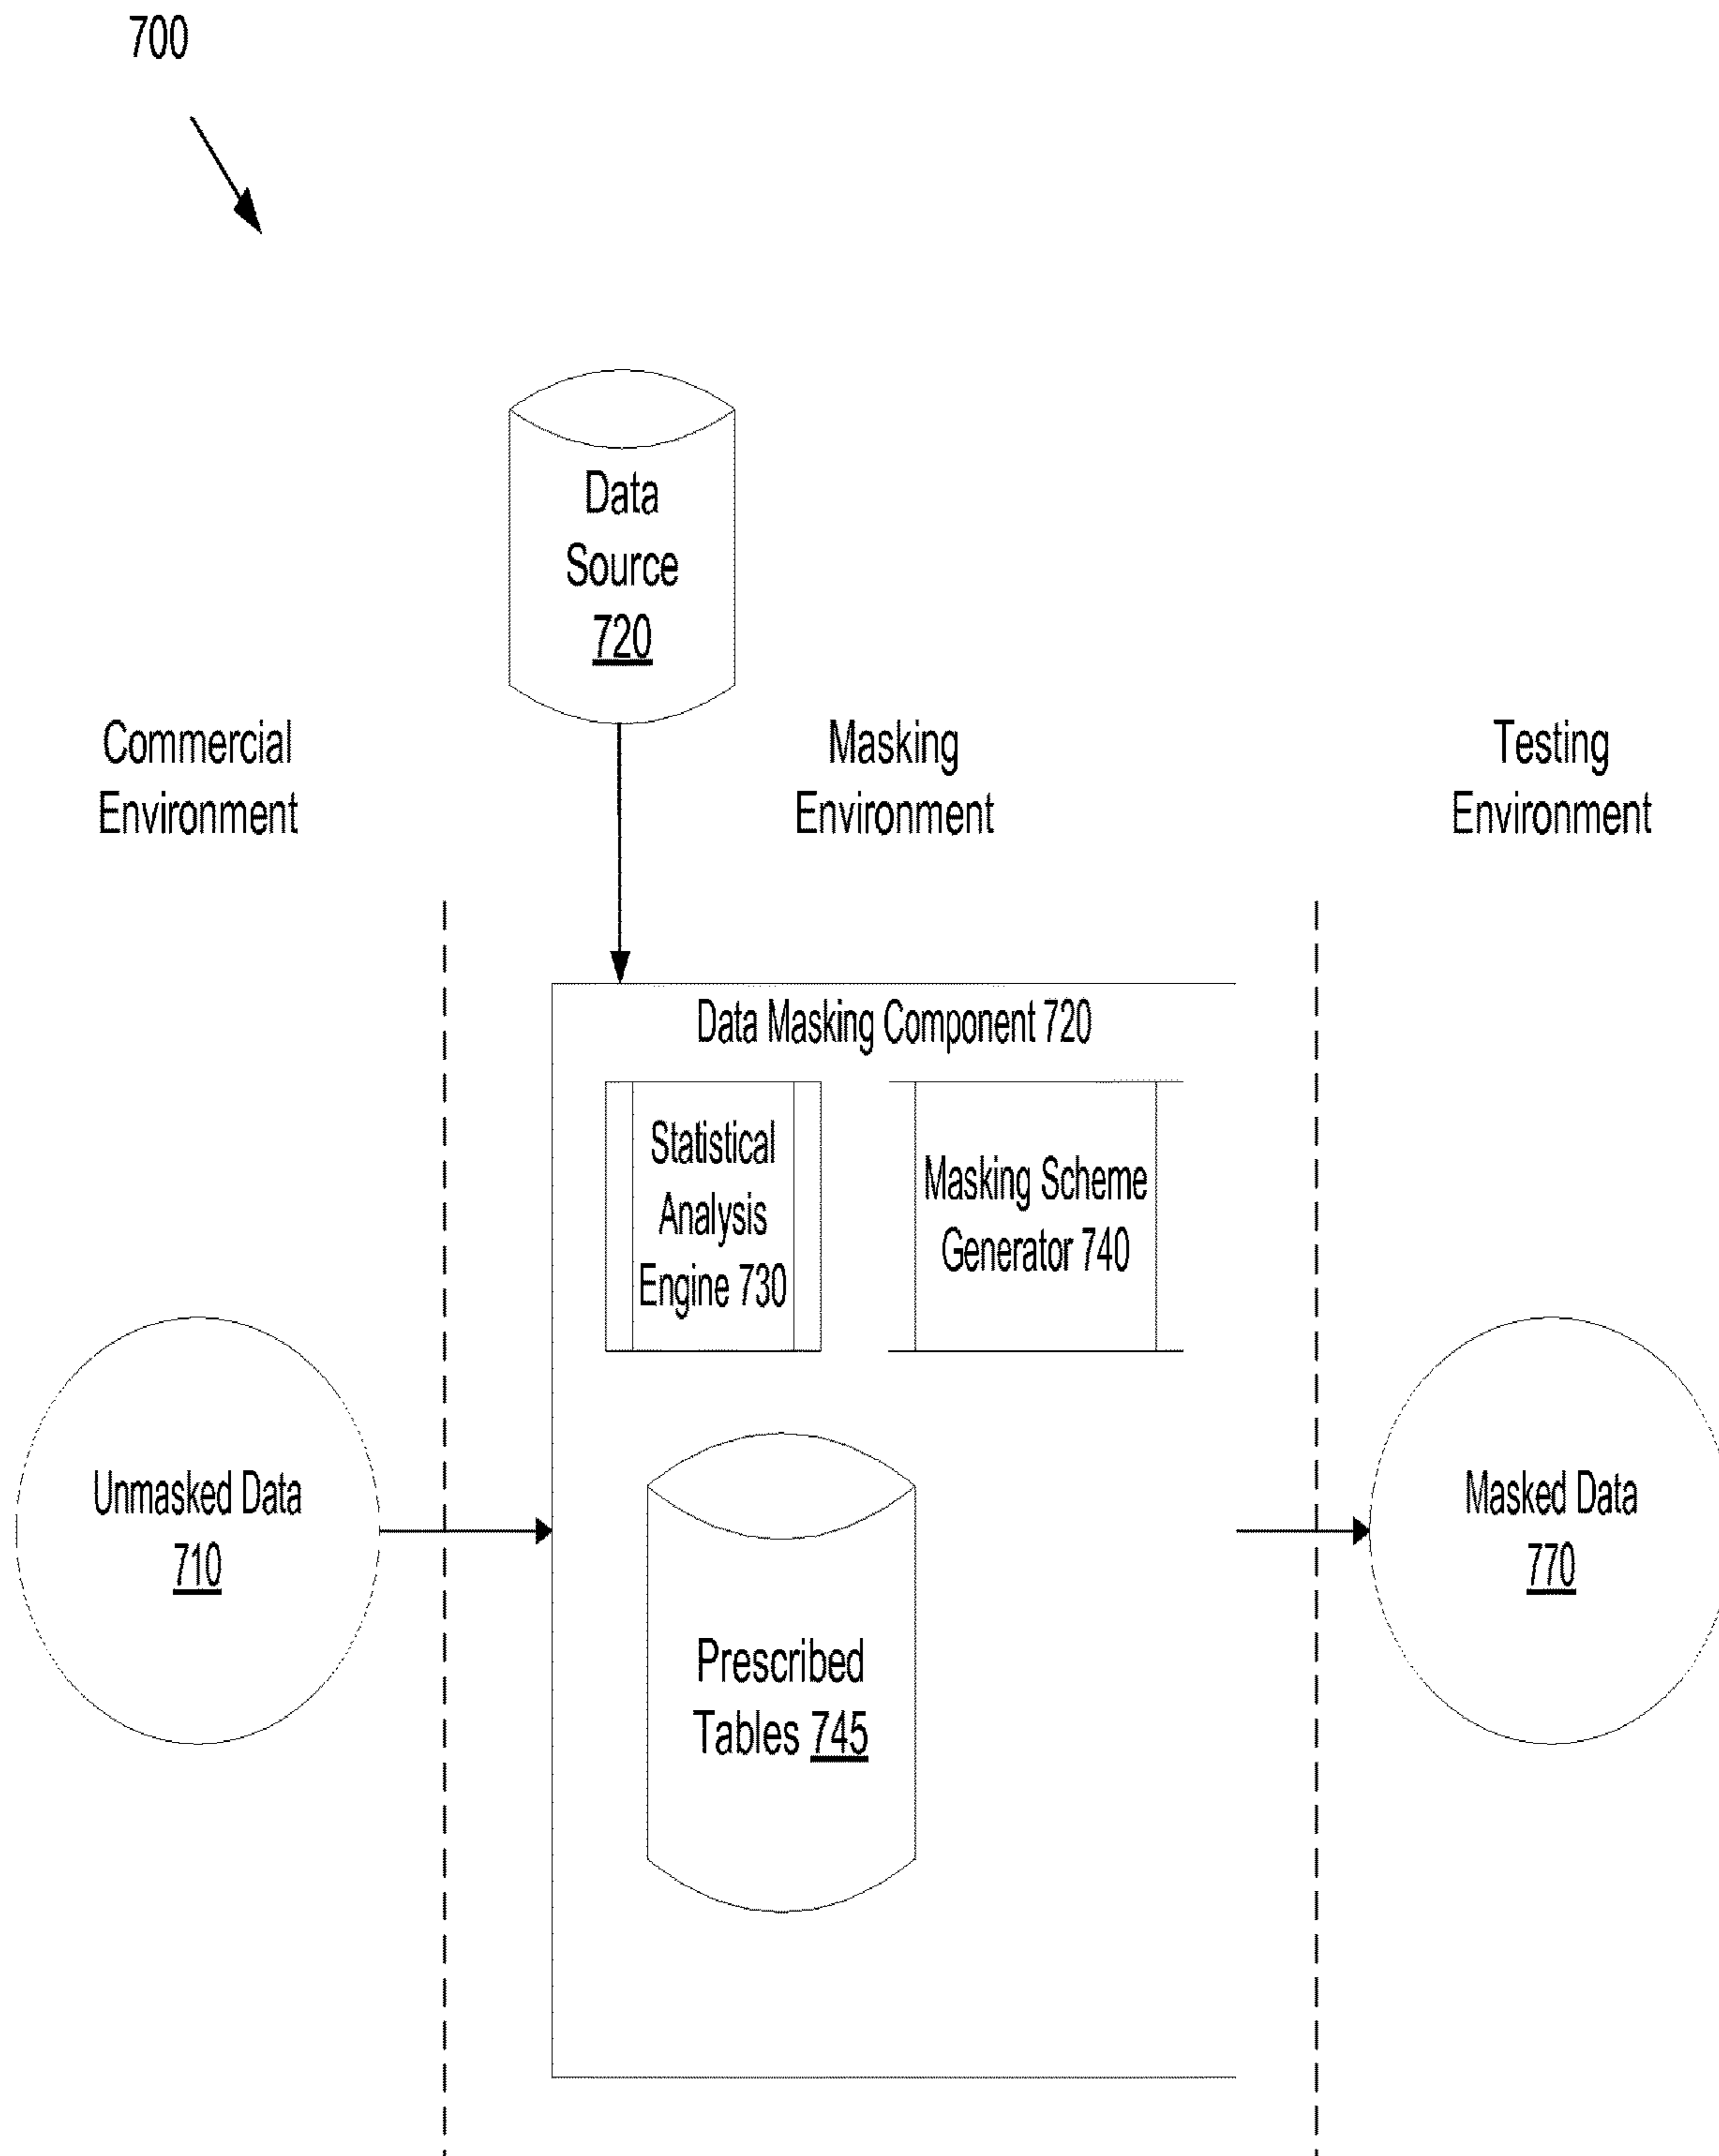 700
Data
Source
720
Commercial
Environment
Masking
Environment
Testing
Environment
Data Masking Component 720
Statistical
Analysis
Engine 730
Masking Scheme
Generator 740
Unmasked Data
710
Prescribed
Tables 745
Masked Data
770